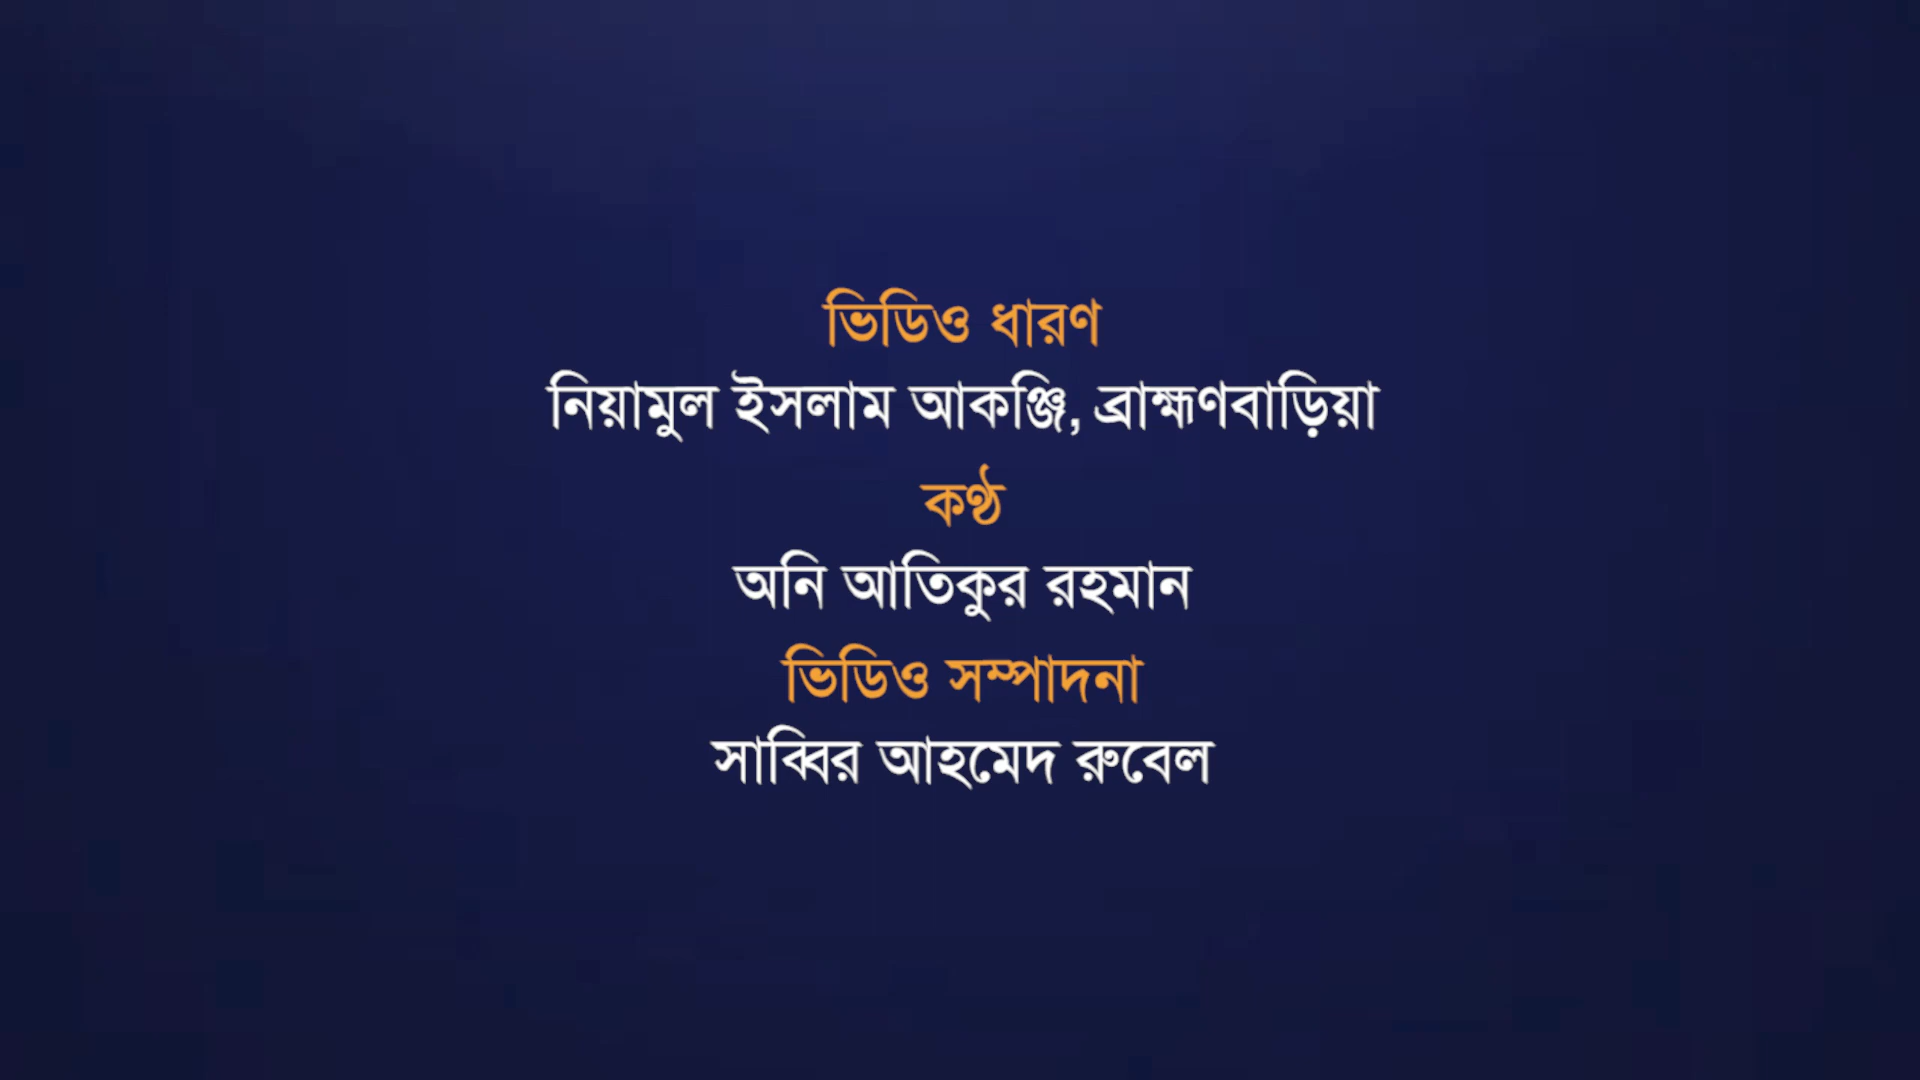 ভিডিও ধারণ
নিয়ামুল ইসলাম আকঞ্জি, ব্রাহ্মণবাড়িয়া
কণ্ঠ
অনি আতিকুর রহমান
ভিডিও সম্পাদনা
সাব্বির আহমেদ রুবেল